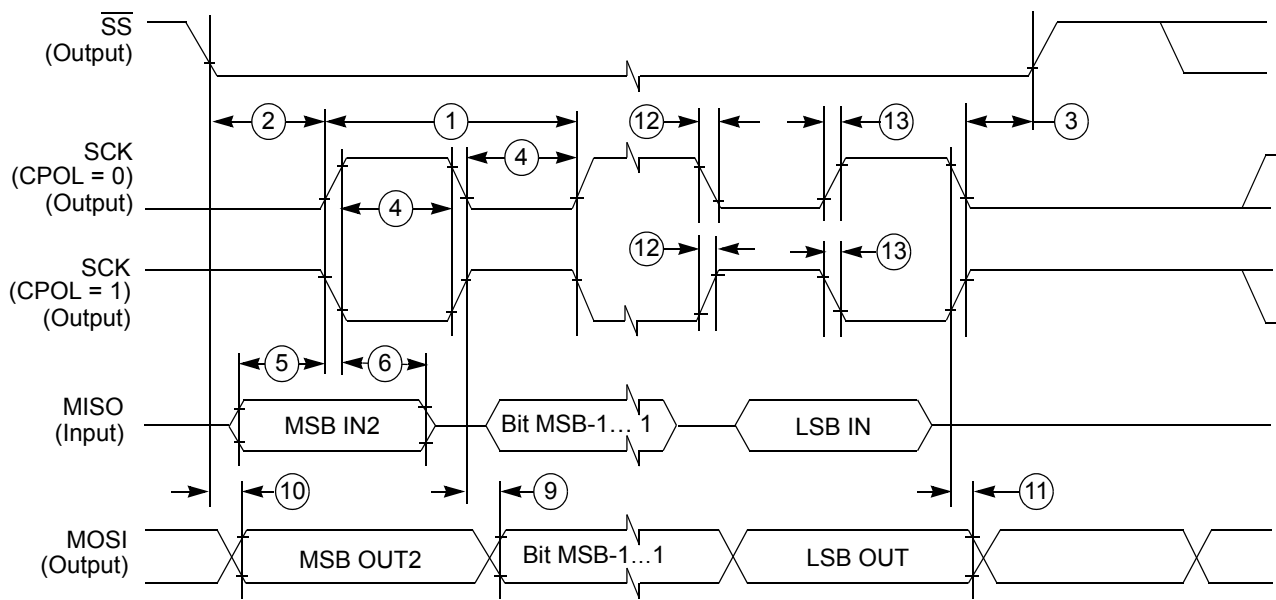 SS
(Output)
2
1
12
13
3
SCK
(CPOL = 0)
(Output)
4
4
12
13
SCK
(CPOL = 1)
(Output)
5
6
MISO
(Input)
MSB IN2
Bit MSB-1... 1
LSB IN
10
9
11
MOSI
(Output)
MSB OUT2
Bit MSB-1...1
LSB OUT